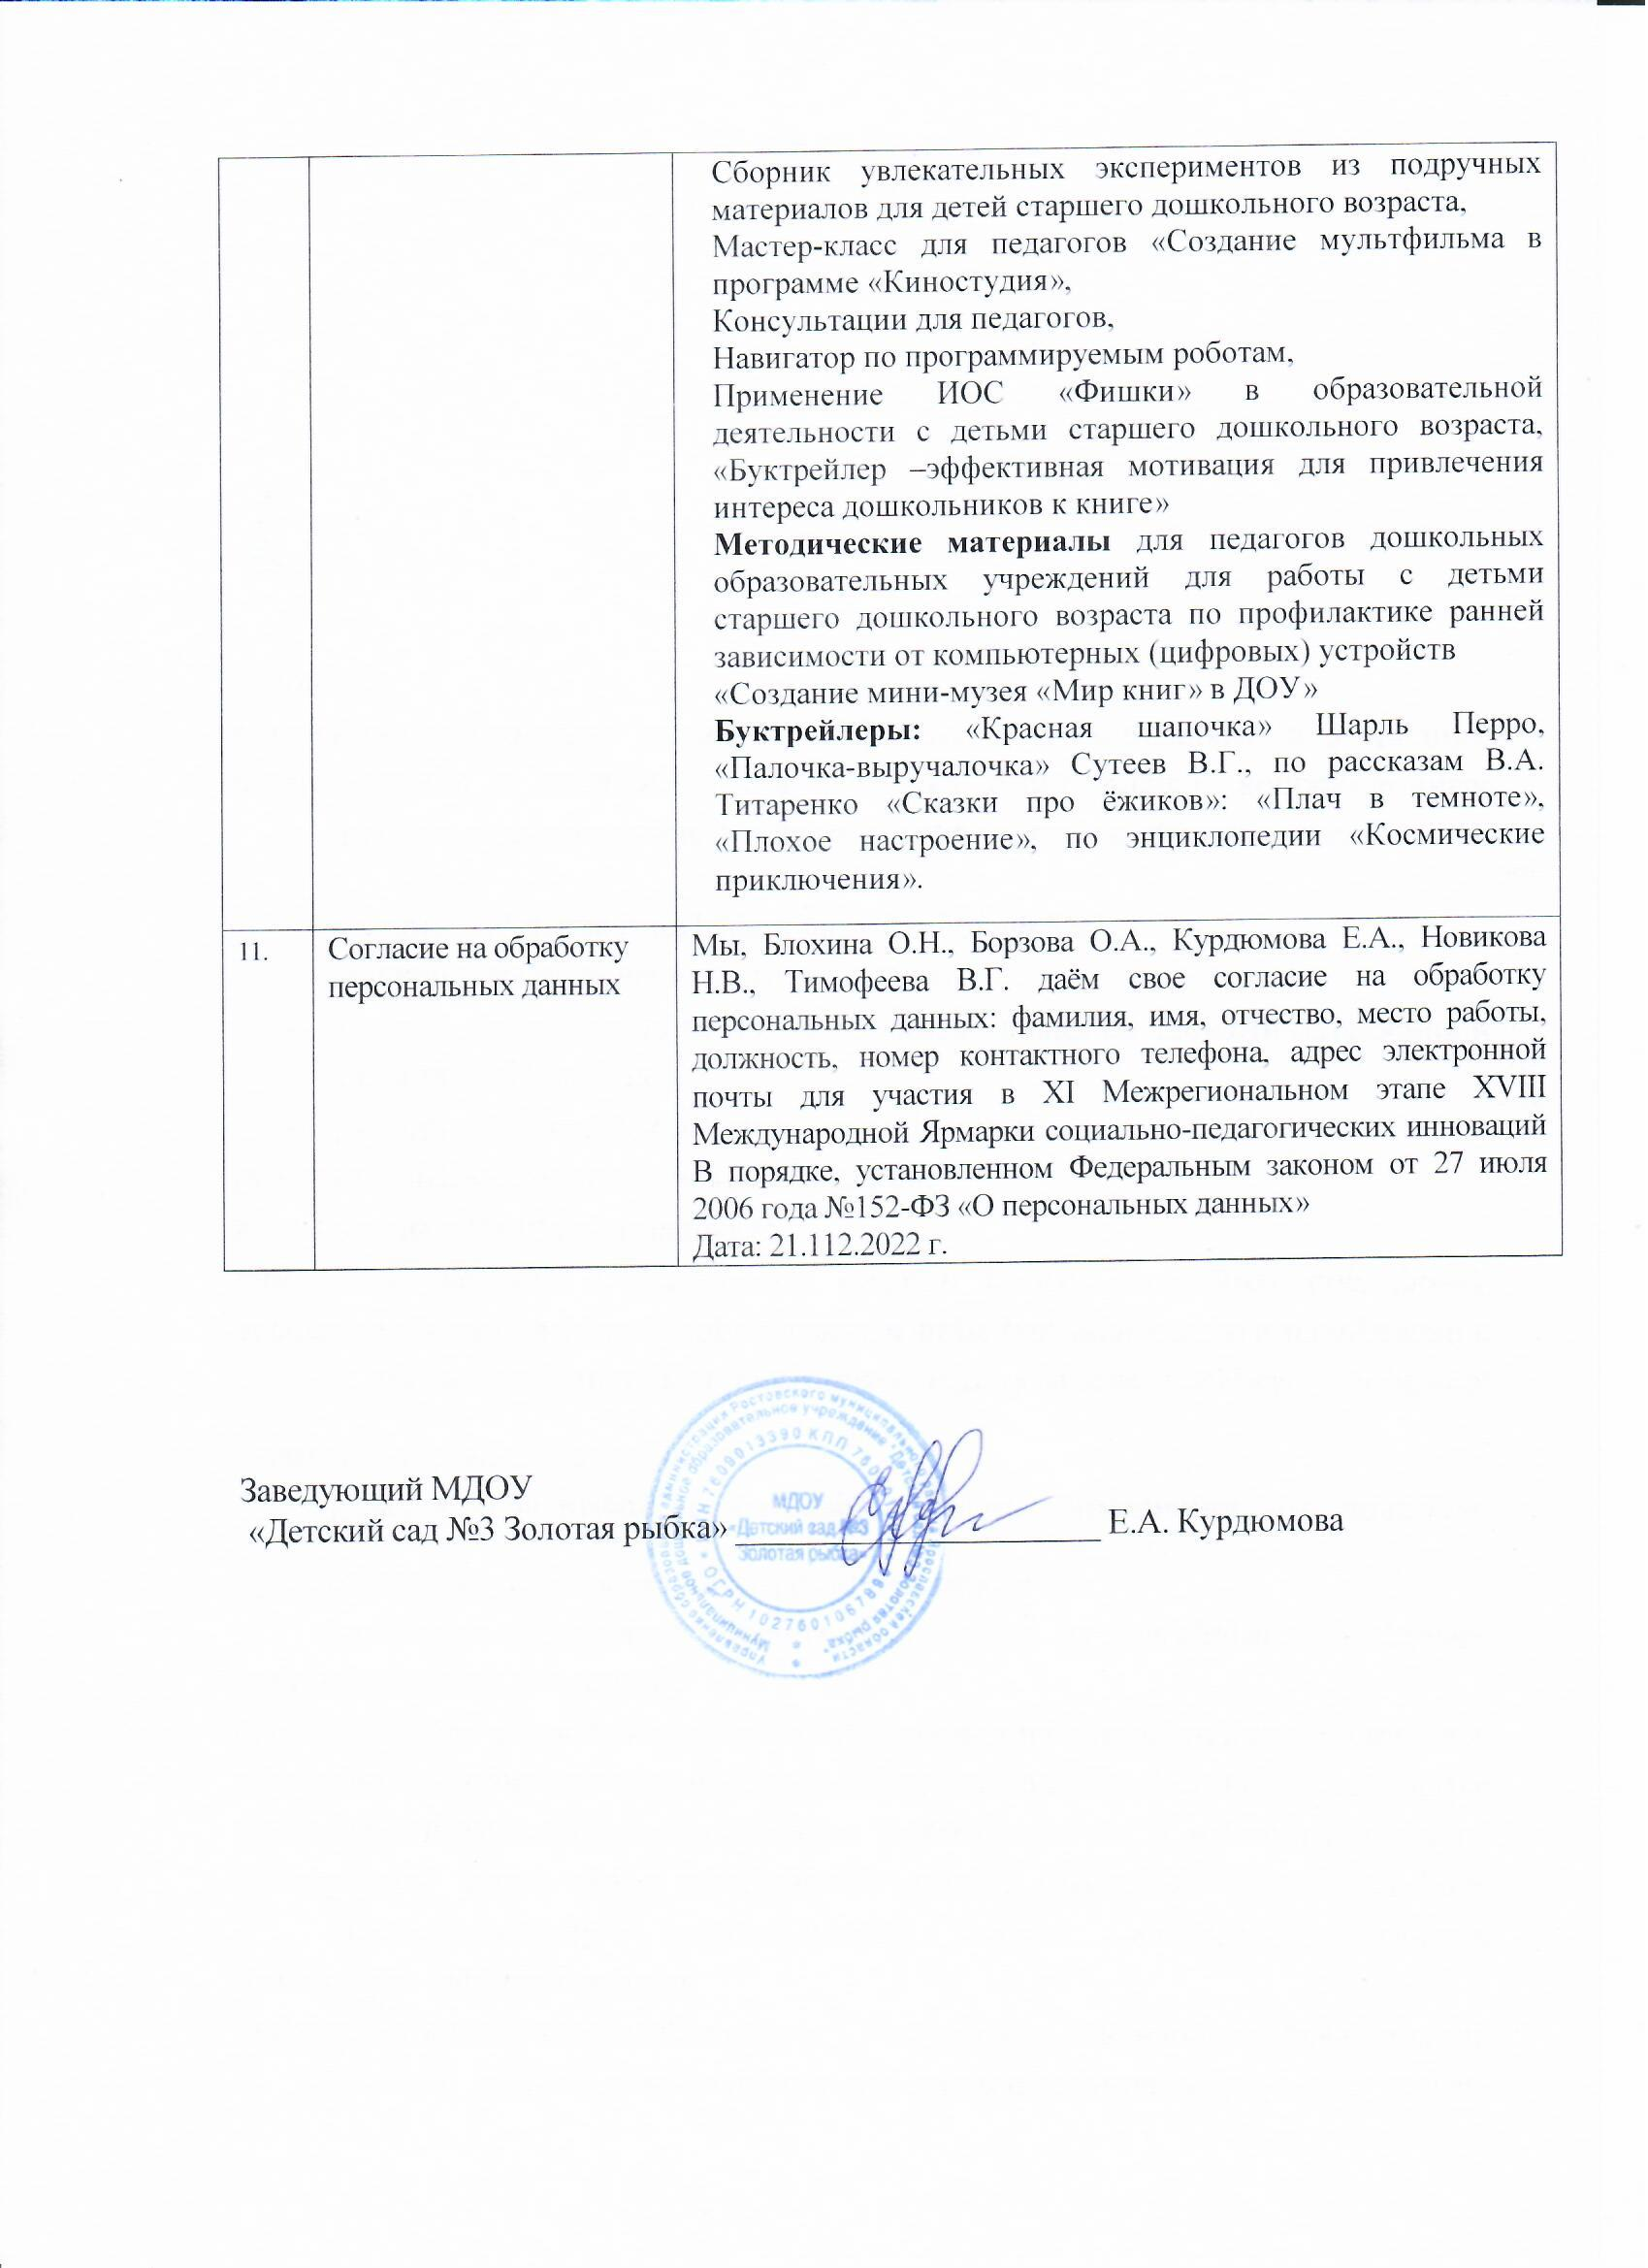 Сборник увлекательных экспериментов из подручных
материалов для детей старшего дошкольного возраста,
Мастер-класс для педагогов «Создание мультфильма в
программе «Киностудия»,
Консультации для педагогов,
Навигатор по программируемым роботам,
Применение ИОС «Фишки» в образовательной
деятельности с детьми старшего дошкольного возраста,
«Буктрейлер –эффективная мотивация для привлечения
интереса дошкольников к книге»
Методические материалы для педагогов дошкольных
образовательных учреждений для работы с детьми
старшего дошкольного возраста по профилактике ранней
зависимости от компьютерных (цифровых) устройств
«Создание мини-музея «Мир книг» в ДОУ»
Буктрейлеры: «Красная шапочка» Шарль Перро,
«Палочка-выручалочка» Сутеев В.Г., по рассказам В.А.
Титаренко «Сказки про ёжиков»: «Плач в темноте»,
«Плохое настроение», по энциклопедии «Космические
приключения».
11.
Согласие на обработку
персональных данных
Мы, Блохина О.Н., Борзова О.А., Курдюмова Е.А., Новикова
Н.В., Тимофеева В.Г. даём свое согласие на обработку
персональных данных: фамилия, имя, отчество, место работы,
должность, номер контактного телефона, адрес электронной
почты для участия в XI Межрегиональном этапе XVIII
Международной Ярмарки социально-педагогических инноваций
В порядке, установленном Федеральным законом от 27 июля
2006 года №152-ФЗ «О персональных данных»
Дата: 21.112.2022 г.
Заведующий МДОУ
«Детский сад №3 Золотая рыбка» Е.А. Курдюмова
МДОУ
«Детский сад №3
Золотая рыбка»